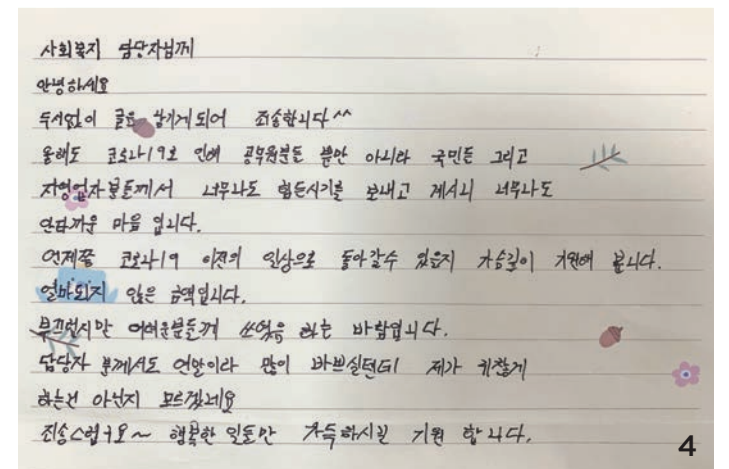 사회복지 담당자님께
안녕하세요
두서없이 글을 남기게 되어 죄송합니다^^
올해도 코로나19로 인해 공무원분들 뿐만 아니라 국민들 그리고
자영업자분들께서 너무나도 힘든시기를 보내고 계셔서 너무나도
안타까운 마음 입니다.
언제쯤 코로나19 이전의 일상으로 돌아갈수 있을지 가슴깊이 기원해 봅니다.
얼마되지 않은 금액입니다.
부끄럽지만 어려운분들께 쓰였음 하는 바람입니다.
담당자 분께서도 연말이라 많이 바쁘실텐데 제가 귀찮게
하는건 아닌지 모르겠네요
죄송스럽구요~ 행복한 일들만 가득하시길 기원 합니다.
4